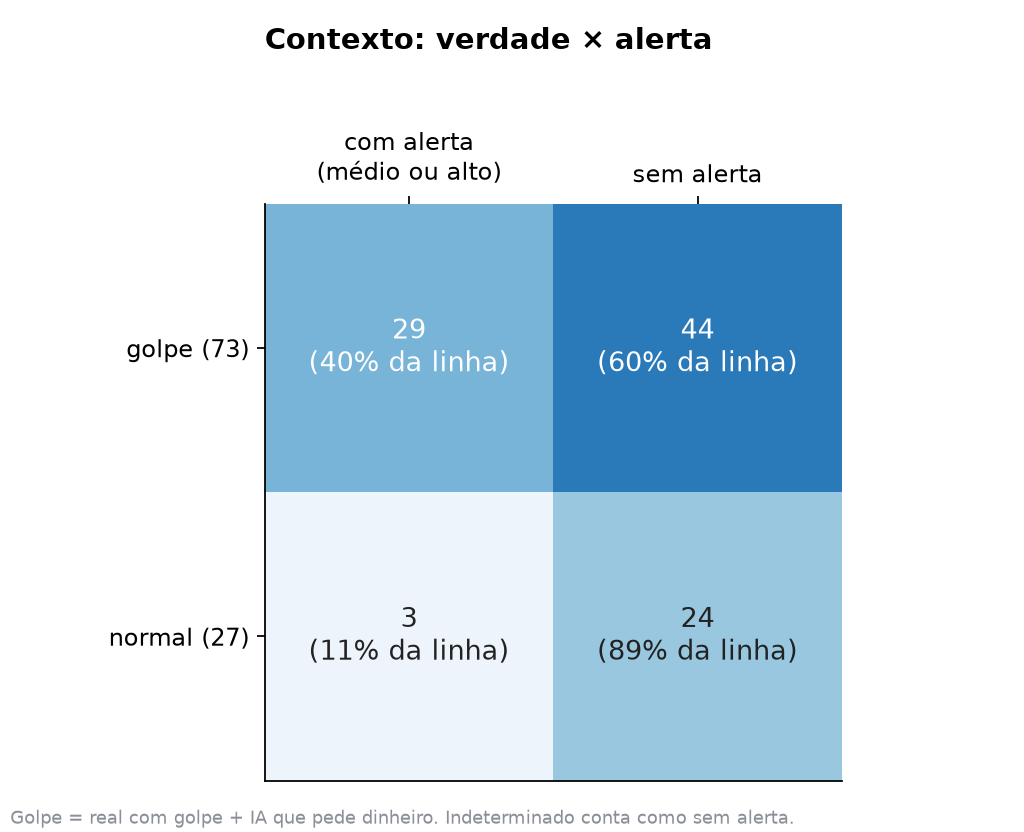 Contexto: verdade × alerta
com alerta
(médio ou alto)
sem alerta
golpe (73)
29
(40% da linha)
44
(60% da linha)
normal (27)
3
(11% da linha)
24
(89% da linha)
Golpe = real com golpe + IA que pede dinheiro. Indeterminado conta como sem alerta.